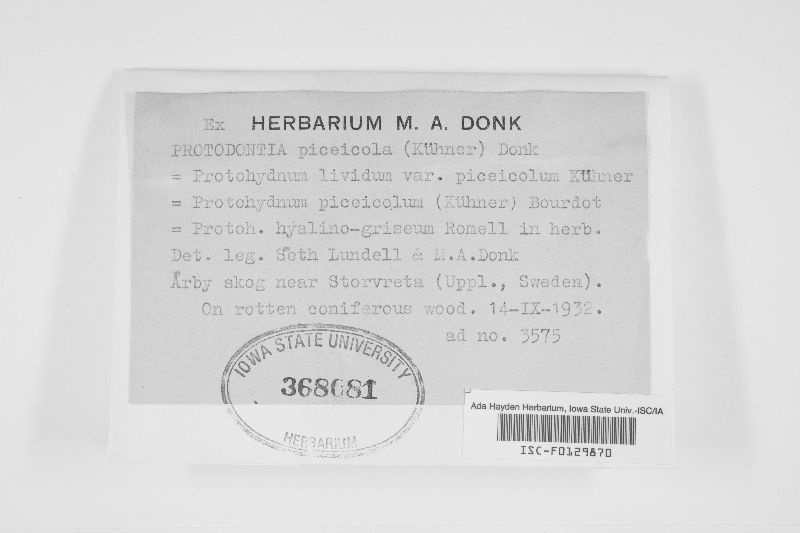 Ex HERBARIUM M. A. DONK
PROTODONTIA piceicola (Kühner) Donk
= Protohydnum lividum var. piceicolum Kühner
= Protohydnum piceicolum (Kühner) Bourdot
= Protoh. hyalino-griseum Romell in herb.
Det. leg. Seth Lundell & M.A.Donk
Årby skog near Storvreta (Uppl., Sweden).
On rotten coniferous wood. 14-IX-1932.
ad no. 3575
IOWA STATE UNIVERSITY
368681
HERBARIUM
Ada Hayden Herbarium, Iowa State Univ.-ISC/IA
ISC-F0129870